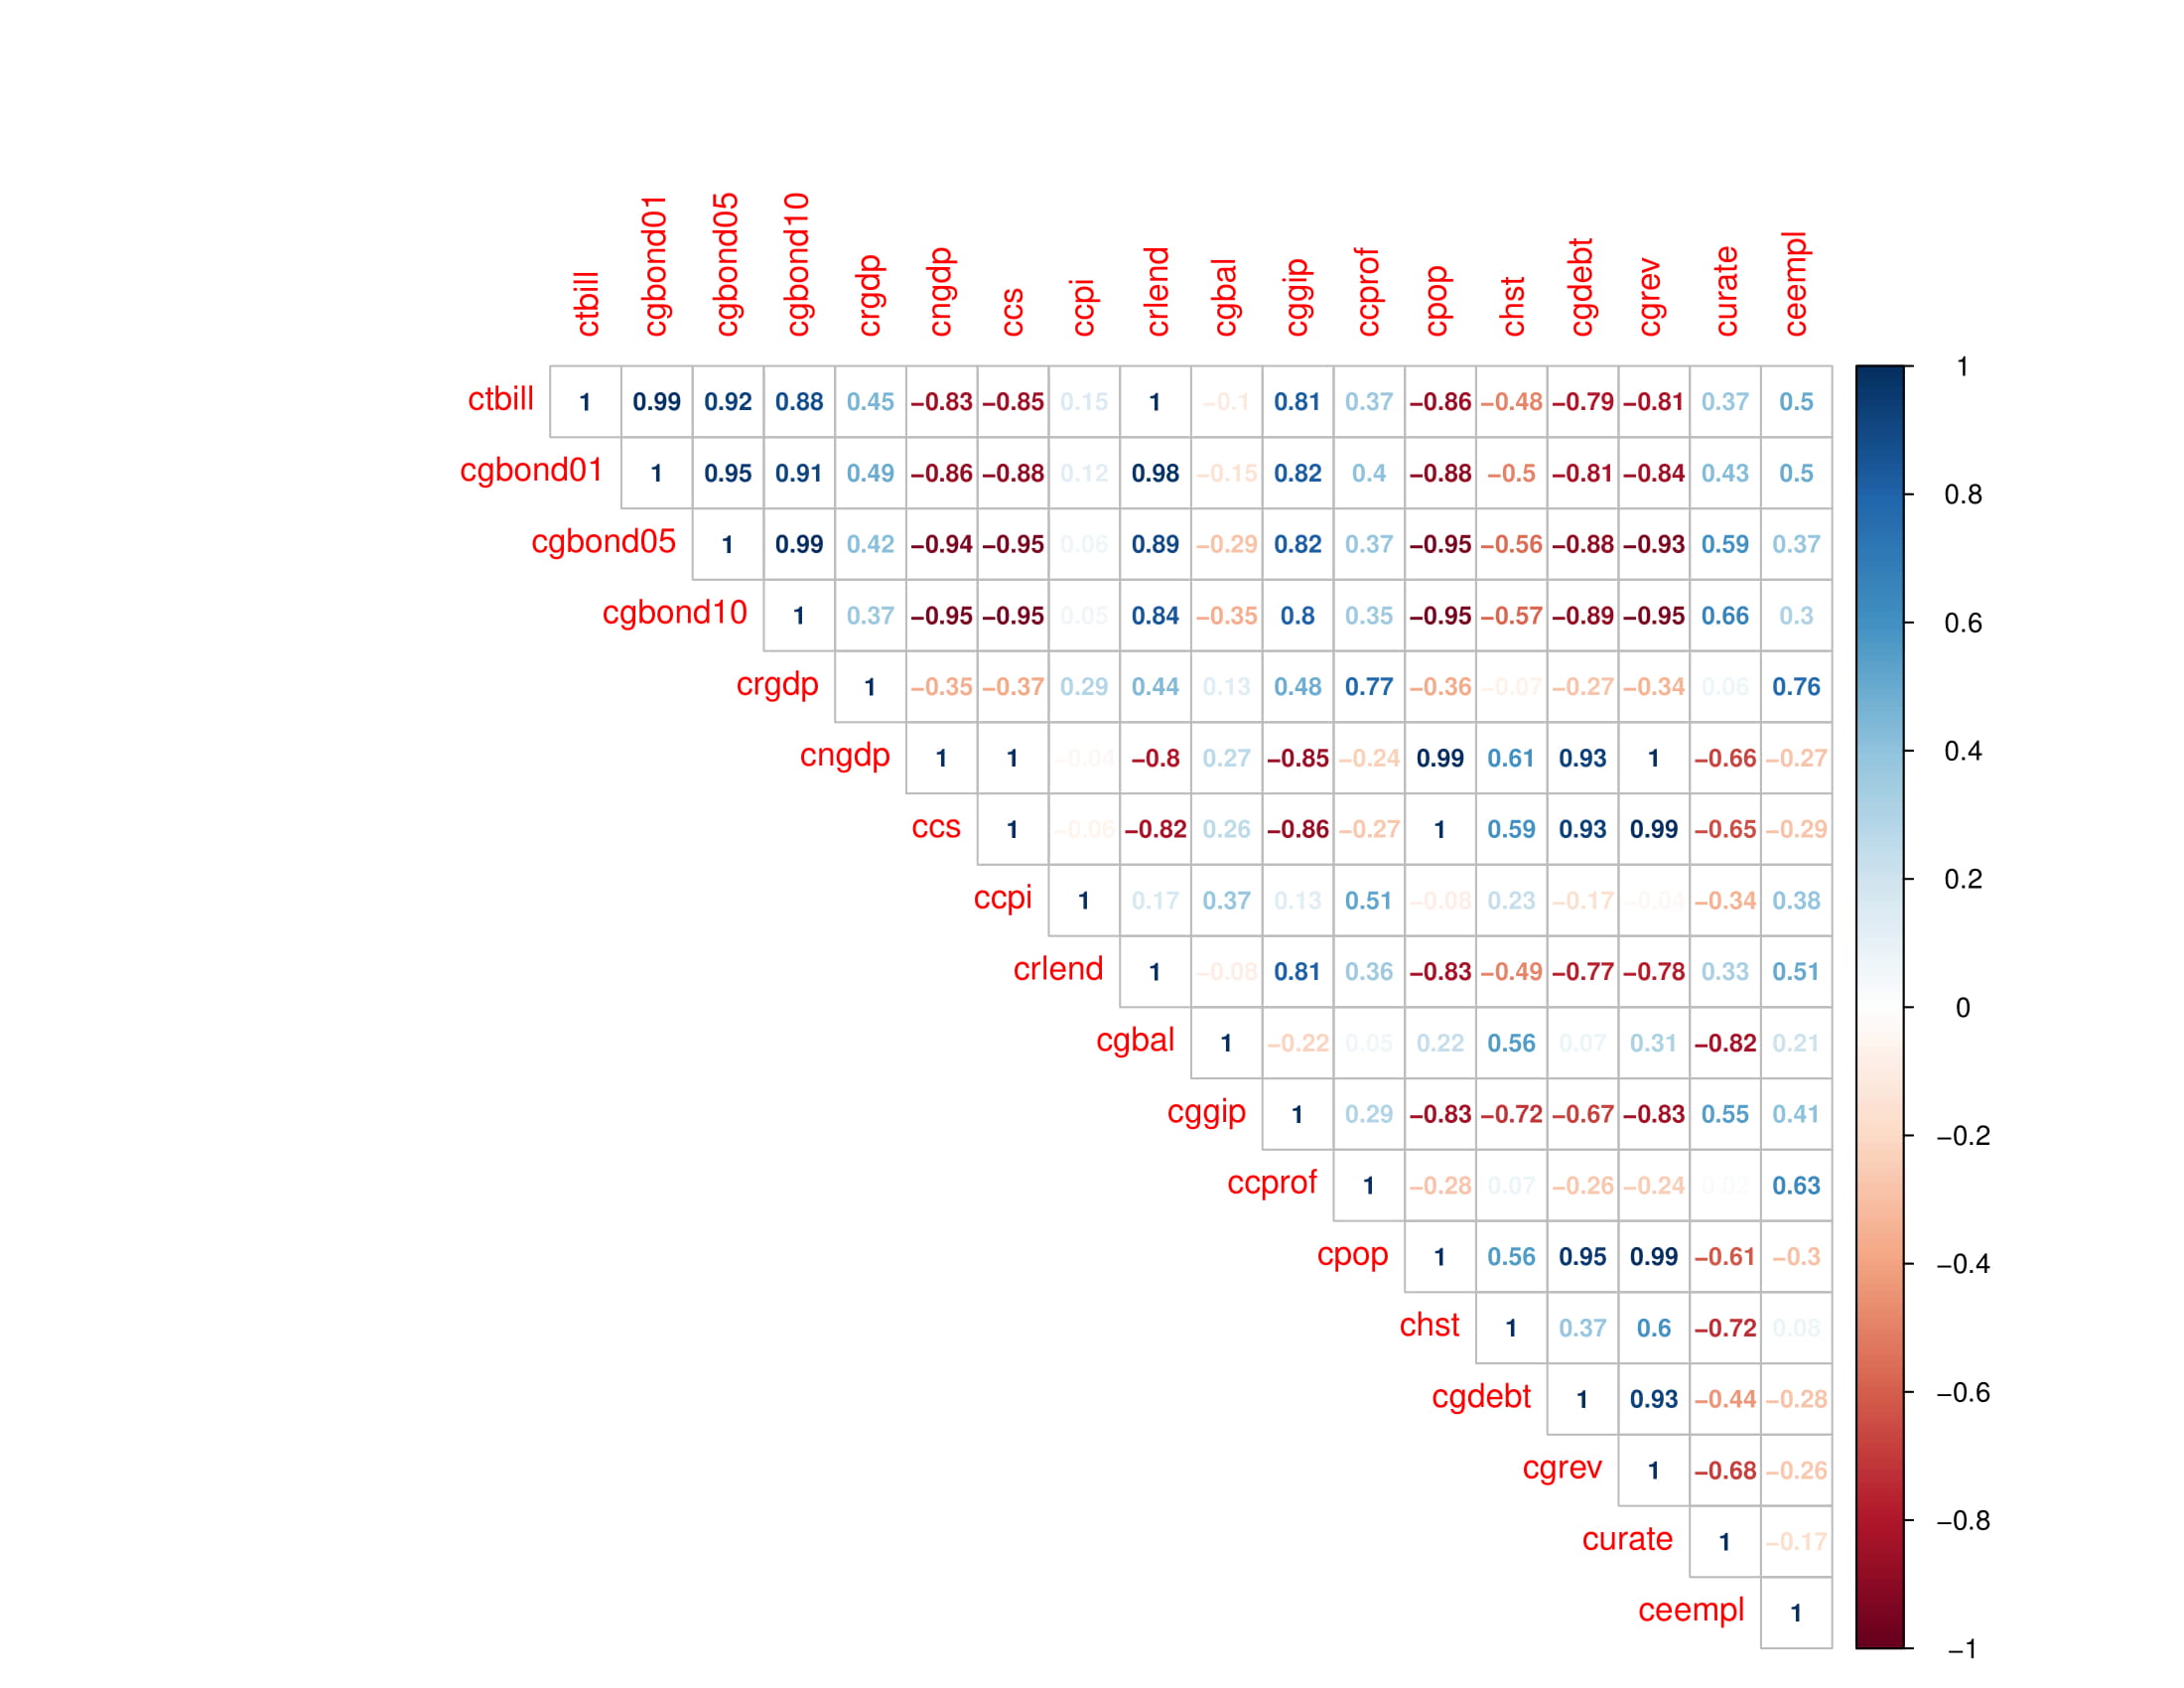 ctbill cgbond01 cgbond05 cgbond10 crgdp cngdp ccs ccpi crlend cgbal cggip ccprof cpop chst cgdebt cgrev curate ceempl
ctbill 1 0.99 0.92 0.88 0.45 −0.83 −0.85 0.15 1 −0.1 0.81 0.37 −0.86 −0.48 −0.79 −0.81 0.37 0.5
cgbond01 1 0.95 0.91 0.49 −0.86 −0.88 0.12 0.98 −0.15 0.82 0.4 −0.88 −0.5 −0.81 −0.84 0.43 0.5
cgbond05 1 0.99 0.42 −0.94 −0.95 0.06 0.89 −0.29 0.82 0.37 −0.95 −0.56 −0.88 −0.93 0.59 0.37
cgbond10 1 0.37 −0.95 −0.95 0.05 0.84 −0.35 0.8 0.35 −0.95 −0.57 −0.89 −0.95 0.66 0.3
crgdp 1 −0.35 −0.37 0.29 0.44 0.13 0.48 0.77 −0.36 −0.07 −0.27 −0.34 0.06 0.76
cngdp 1 1 −0.04 −0.8 0.27 −0.85 −0.24 0.99 0.61 0.93 1 −0.66 −0.27
ccs 1 −0.06 −0.82 0.26 −0.86 −0.27 1 0.59 0.93 0.99 −0.65 −0.29
ccpi 1 0.17 0.37 0.13 0.51 −0.08 0.23 −0.17 −0.04 −0.34 0.38
crlend 1 −0.08 0.81 0.36 −0.83 −0.49 −0.77 −0.78 0.33 0.51
cgbal 1 −0.22 0.05 0.22 0.56 0.07 0.31 −0.82 0.21
cggip 1 0.29 −0.83 −0.72 −0.67 −0.83 0.55 0.41
ccprof 1 −0.28 0.07 −0.26 −0.24 0.02 0.63
cpop 1 0.56 0.95 0.99 −0.61 −0.3
chst 1 0.37 0.6 −0.72 0.08
cgdebt 1 0.93 −0.44 −0.28
cgrev 1 −0.68 −0.26
curate 1 −0.17
ceempl 1
1
0.8
0.6
0.4
0.2
0
−0.2
−0.4
−0.6
−0.8
−1